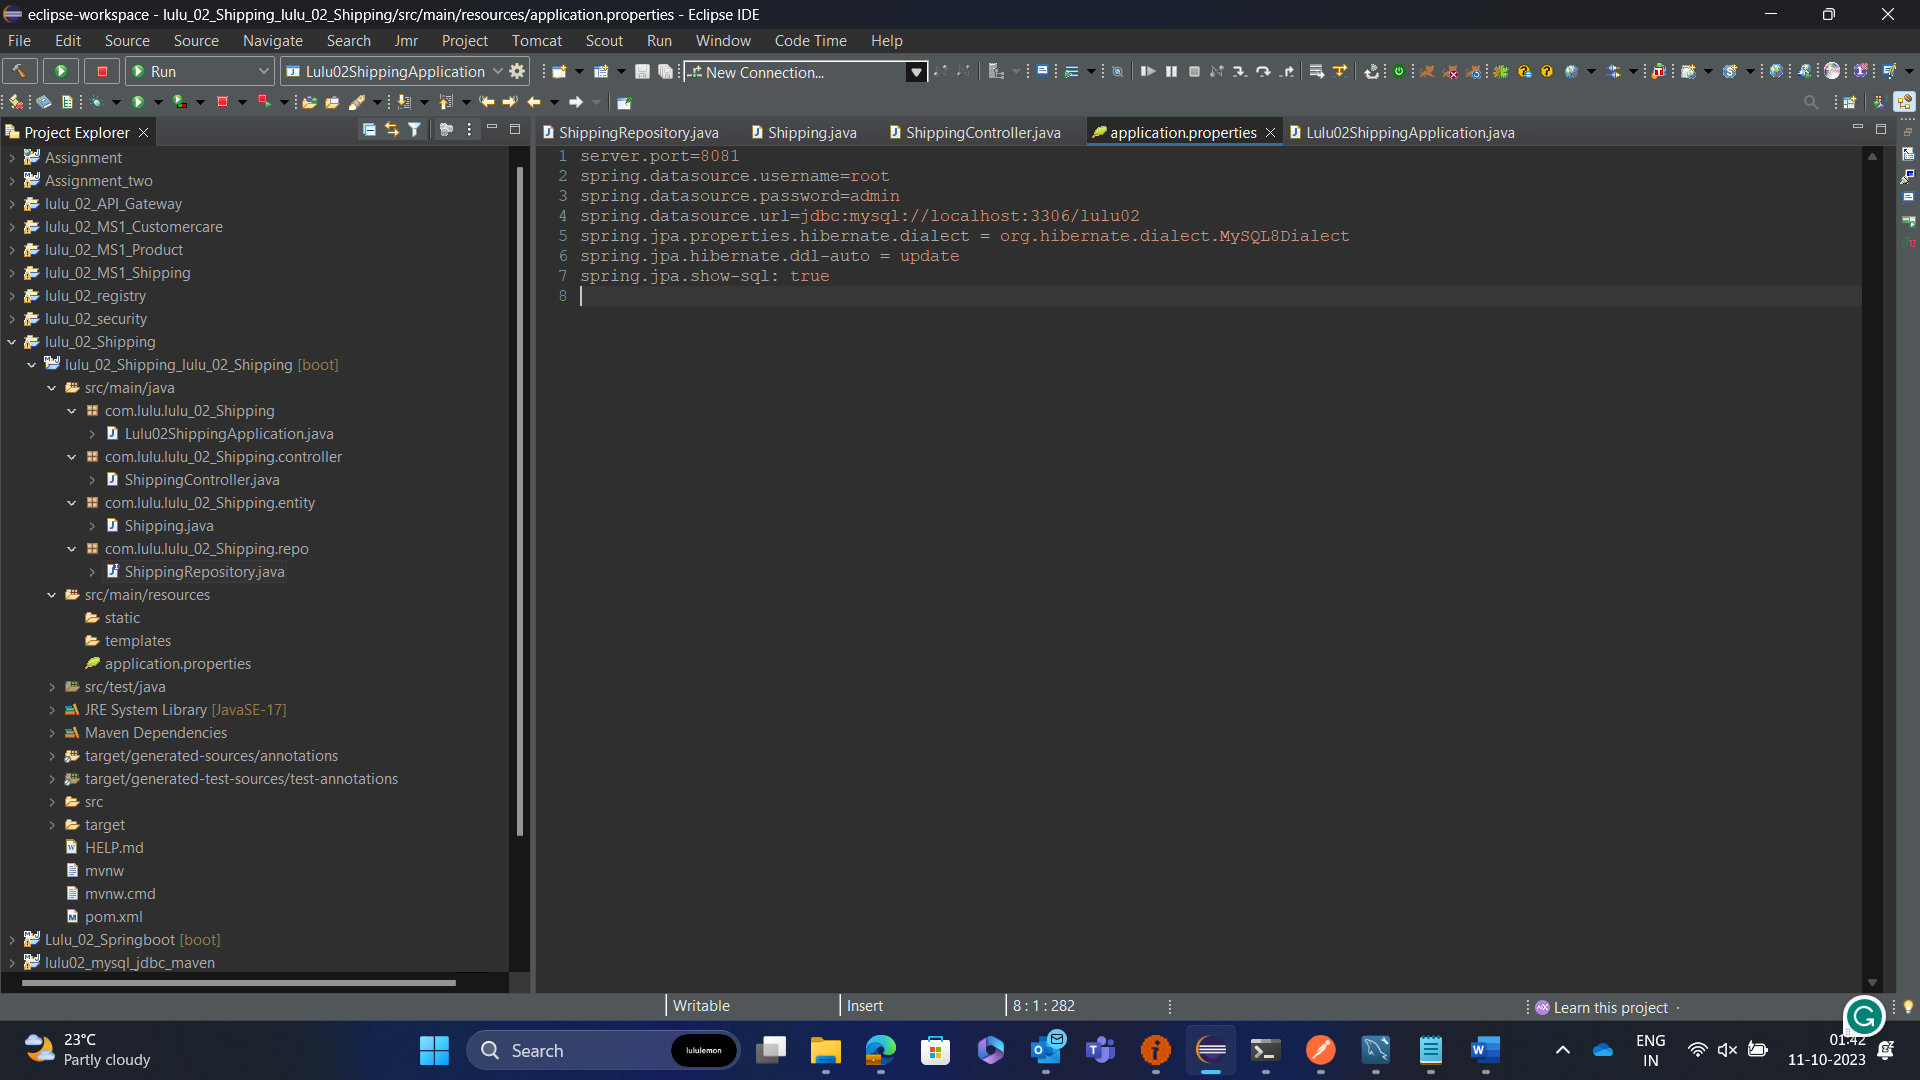 eclipse-workspace - lulu_02_Shipping_lulu_02_Shipping/src/main/resources/application.properties - Eclipse IDE
File Edit Source Source Navigate Search Jmr Project Tomcat Scout Run Window Code Time Help
Run Lulu02ShippingApplication New Connection...
Project Explorer
Assignment
Assignment_two
lulu_02_API_Gateway
lulu_02_MS1_Customercare
lulu_02_MS1_Product
lulu_02_MS1_Shipping
lulu_02_registry
lulu_02_security
lulu_02_Shipping
lulu_02_Shipping_lulu_02_Shipping [boot]
src/main/java
com.lulu.lulu_02_Shipping
Lulu02ShippingApplication.java
com.lulu.lulu_02_Shipping.controller
ShippingController.java
com.lulu.lulu_02_Shipping.entity
Shipping.java
com.lulu.lulu_02_Shipping.repo
ShippingRepository.java
src/main/resources
static
templates
application.properties
src/test/java
JRE System Library [JavaSE-17]
Maven Dependencies
target/generated-sources/annotations
target/generated-test-sources/test-annotations
src
target
HELP.md
mvnw
mvnw.cmd
pom.xml
Lulu_02_Springboot [boot]
lulu02_mysql_jdbc_maven
ShippingRepository.java Shipping.java ShippingController.java application.properties Lulu02ShippingApplication.java
1 server.port=8081
2 spring.datasource.username=root
3 spring.datasource.password=admin
4 spring.datasource.url=jdbc:mysql://localhost:3306/lulu02
5 spring.jpa.properties.hibernate.dialect = org.hibernate.dialect.MySQL8Dialect
6 spring.jpa.hibernate.ddl-auto = update
7 spring.jpa.show-sql: true
8
Writable Insert 8 : 1 : 282 Learn this project
23°C
Partly cloudy
Search
lululemon
ENG
IN
01:42
11-10-2023